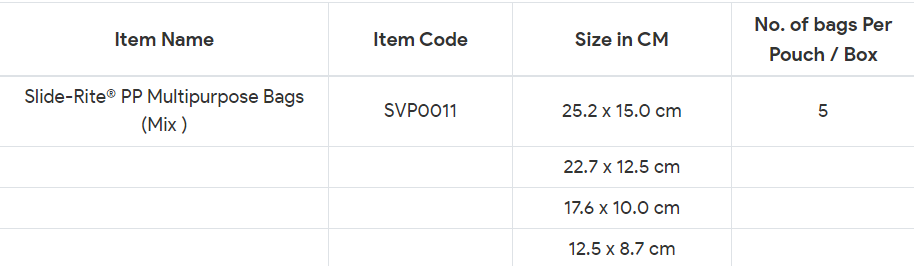 Item Name Item Code Size in CM No. of bags Per
Pouch / Box
Slide-Rite® PP Multipurpose Bags
(Mix ) SVP0011 25.2 x 15.0 cm 5
22.7 x 12.5 cm
17.6 x 10.0 cm
12.5 x 8.7 cm